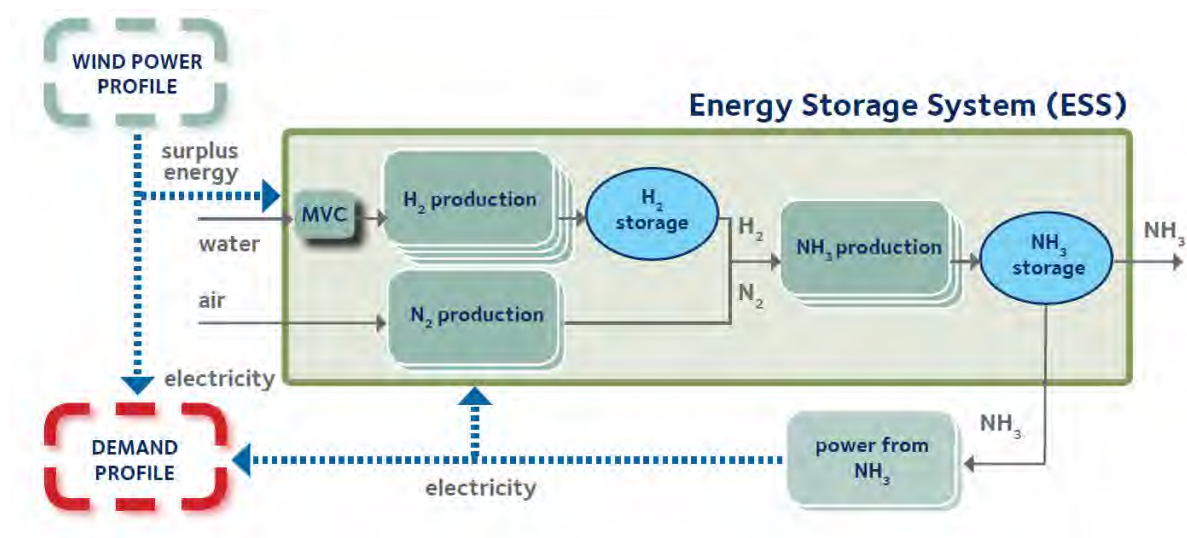 WIND POWER
PROFILE
Energy Storage System (ESS)
surplus
energy
MVC
H₂ production
H₂
storage
water
H₂
NH₃ production
NH₃
storage
NH₃
air
N₂ production
N₂
electricity
DEMAND
PROFILE
electricity
power from
NH₃
NH₃